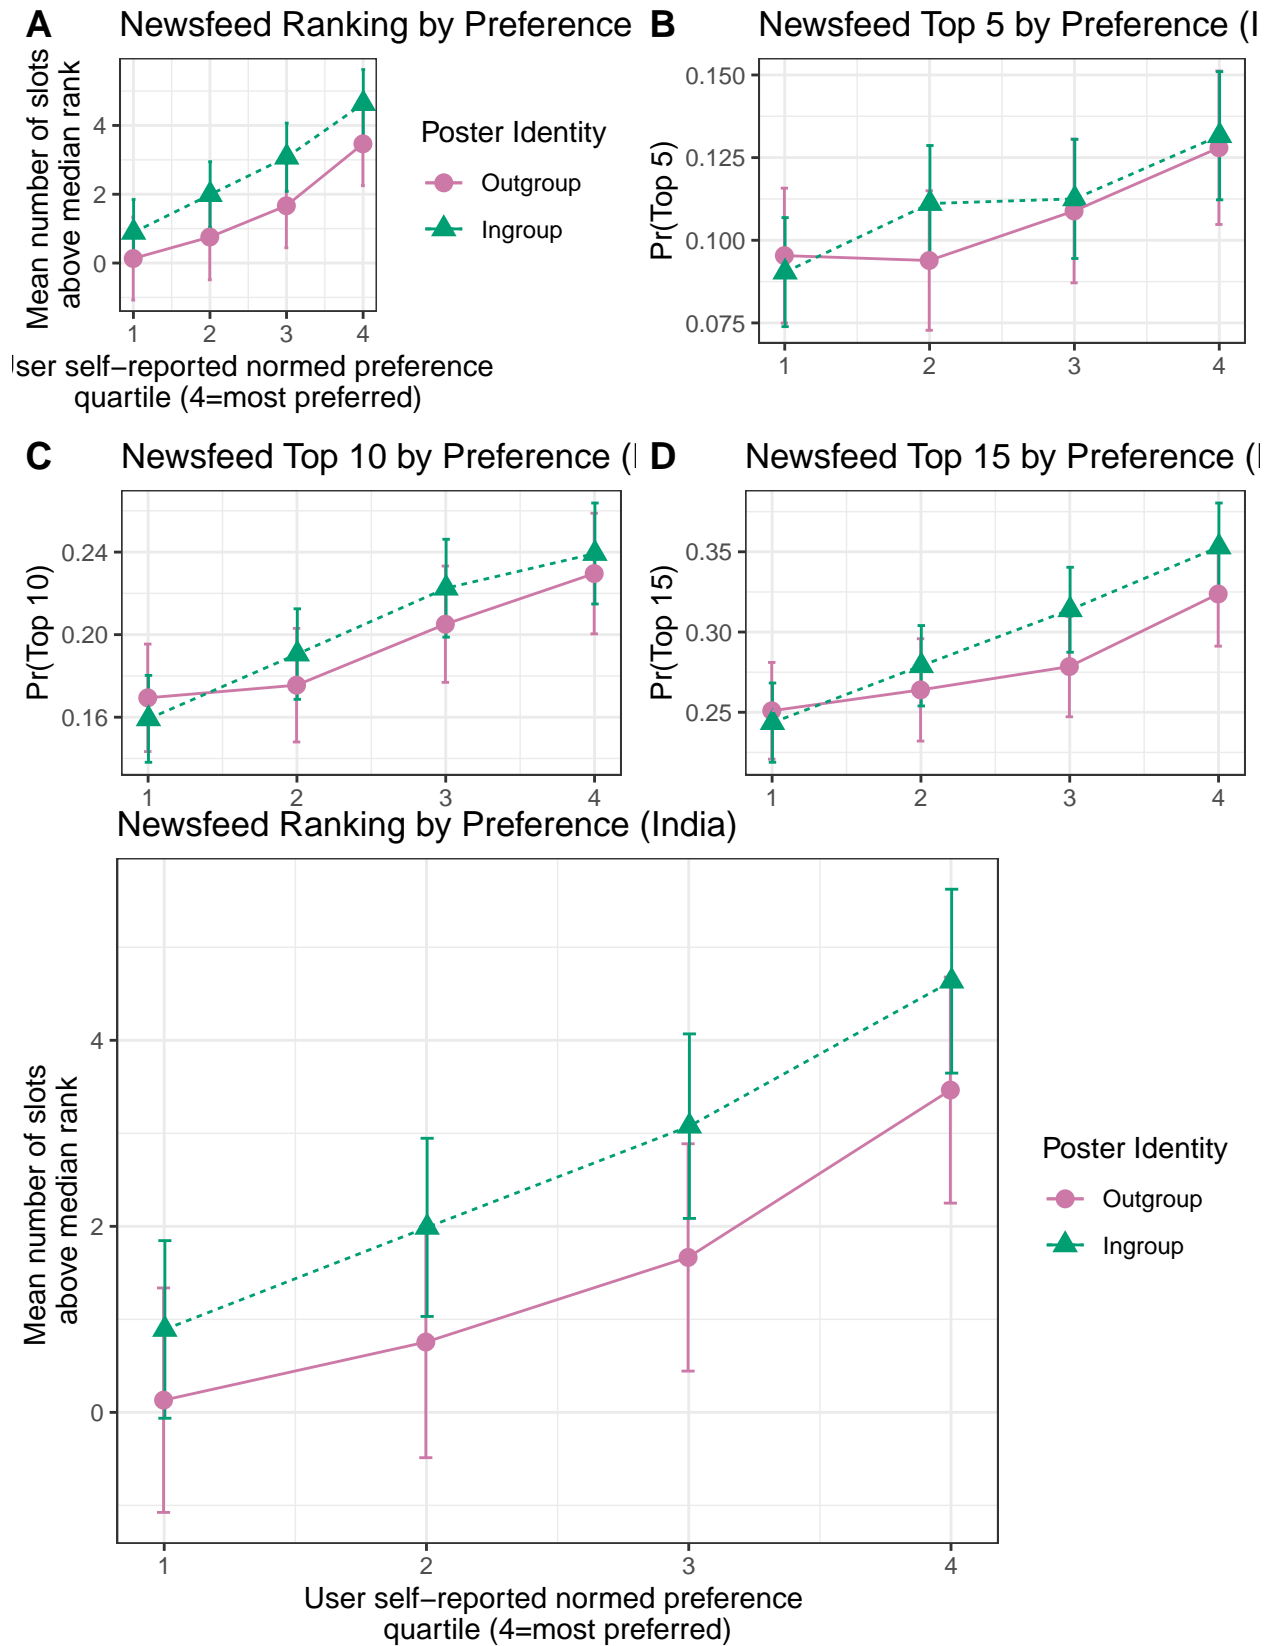 A Newsfeed Ranking by Preference
Mean number of slots
above median rank
4
2
0
1 2 3 4
User self−reported normed preference
quartile (4=most preferred)
Poster Identity
Outgroup
Ingroup
B Newsfeed Top 5 by Preference (I
Pr(Top 5)
0.150
0.125
0.100
0.075
1 2 3 4
C Newsfeed Top 10 by Preference (I
Pr(Top 10)
0.24
0.20
0.16
1 2 3 4
D Newsfeed Top 15 by Preference (I
Pr(Top 15)
0.35
0.30
0.25
1 2 3 4
Newsfeed Ranking by Preference (India)
Mean number of slots
above median rank
4
2
0
1 2 3 4
User self−reported normed preference
quartile (4=most preferred)
Poster Identity
Outgroup
Ingroup